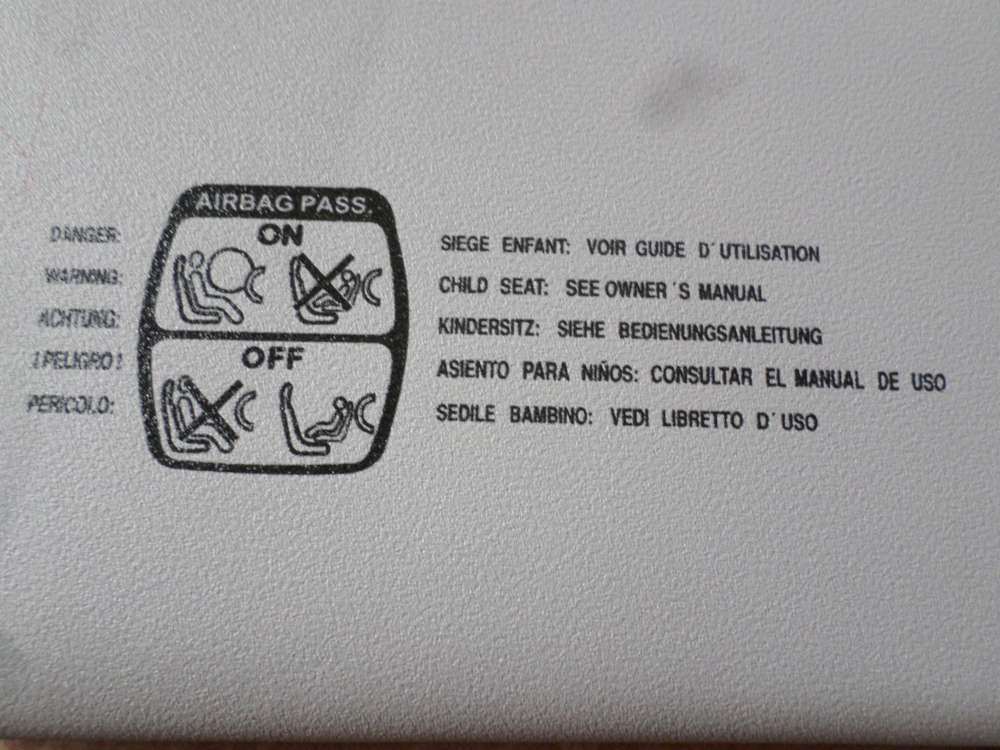 AIRBAG PASS.
ON
OFF
DANGER: SIEGE ENFANT: VOIR GUIDE D'UTILISATION
WARNING: CHILD SEAT: SEE OWNER'S MANUAL
ACHTUNG: KINDERSITZ: SIEHE BEDIENUNGSANLEITUNG
¡PELIGRO! ASIENTO PARA NIÑOS: CONSULTAR EL MANUAL DE USO
PERICOLO: SEDILE BAMBINO: VEDI LIBRETTO D'USO